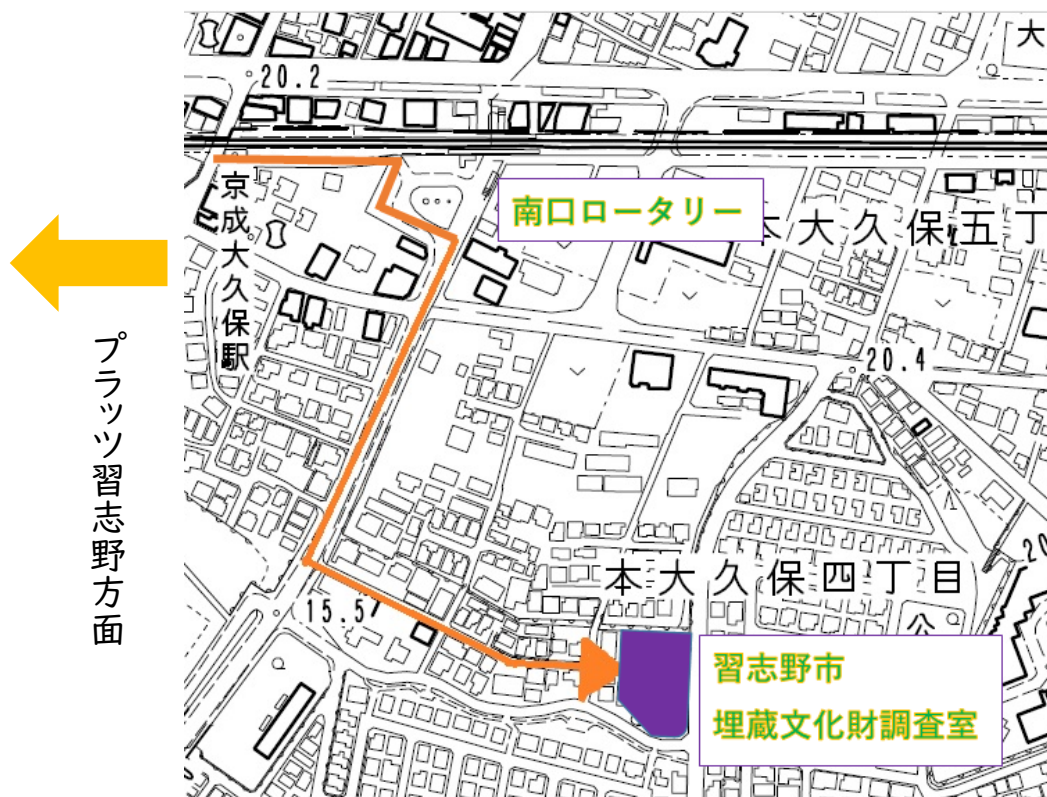 大
20.2
京成大久保駅
南口ロータリー
本大久保五丁
20.4
プラッツ習志野方面
本大久保四丁目
15.5
公
20
習志野市
埋蔵文化財調査室